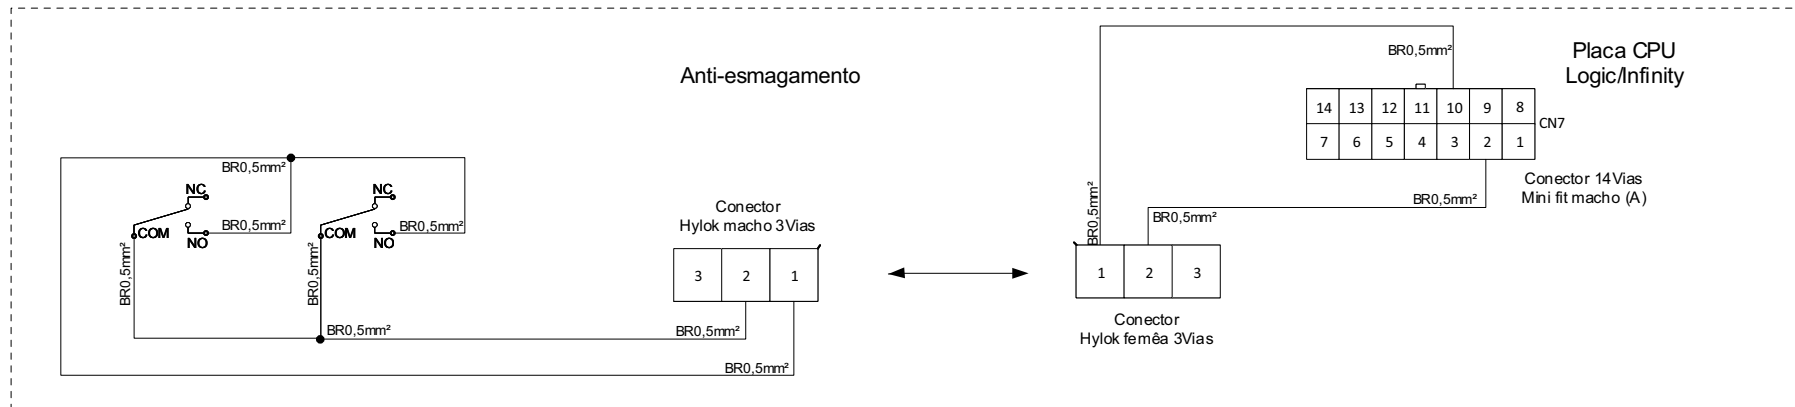 BR0,5mm²
Placa CPU
Logic/Infinity
Anti-esmagamento
14 13 12 11 10 9 8
CN7
7 6 5 4 3 2 1
BR0,5mm²
NC
NC
Conector 14Vias
Mini fit macho (A)
BR0,5mm²
BR0,5mm²
BR0,5mm²
Conector
Hylok macho 3Vias
BR0,5mm²
BR0,5mm²
BR0,5mm²
COM
NO
COM
NO
BR0,5mm²
BR0,5mm²
3 2 1
1 2 3
BR0,5mm²
BR0,5mm²
Conector
Hylok femêa 3Vias
BR0,5mm²